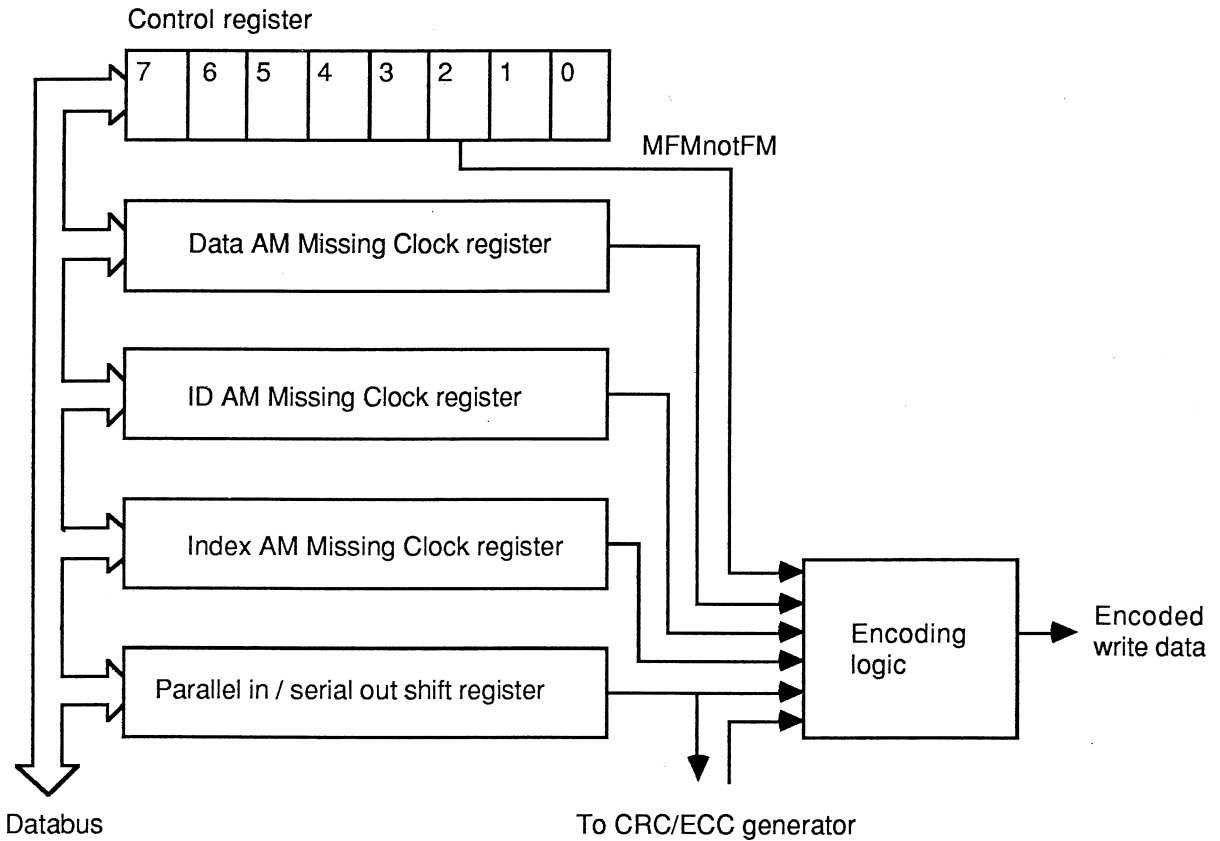 Control register
7 6 5 4 3 2 1 0
MFMnotFM
Data AM Missing Clock register
ID AM Missing Clock register
Index AM Missing Clock register
Parallel in / serial out shift register
Encoding
logic
Encoded
write data
Databus
To CRC/ECC generator